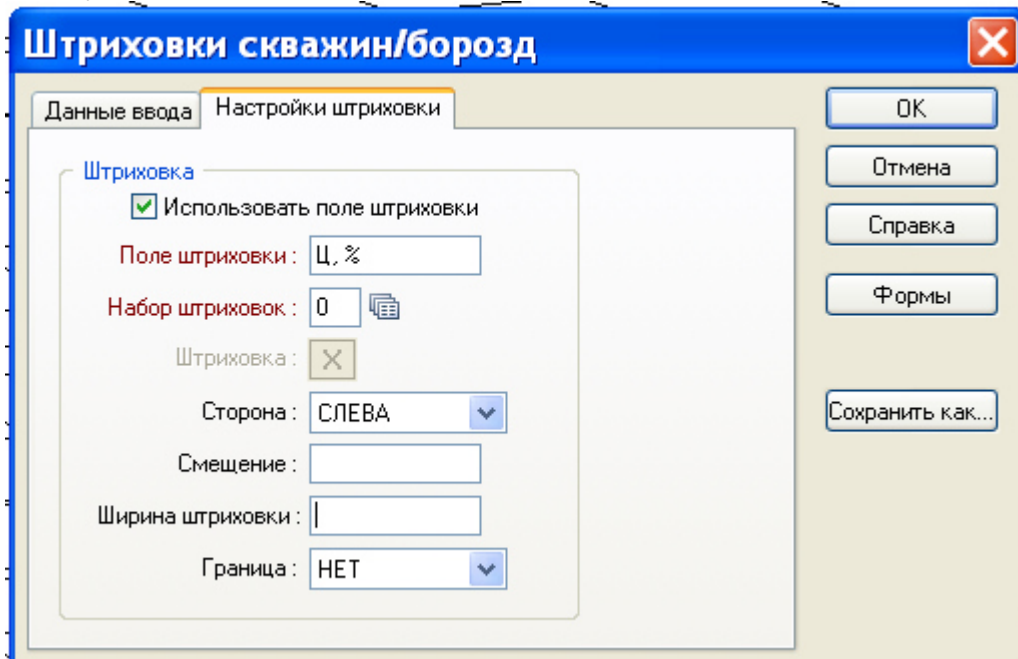 Штриховки скважин/борозд
Данные ввода
Настройки штриховки
OK
Отмена
Справка
Формы
Сохранить как...
Штриховка
Использовать поле штриховки
Поле штриховки : Ц, %
Набор штриховок : 0
Штриховка :
Сторона : СЛЕВА
Смещение :
Ширина штриховки :
Граница : НЕТ